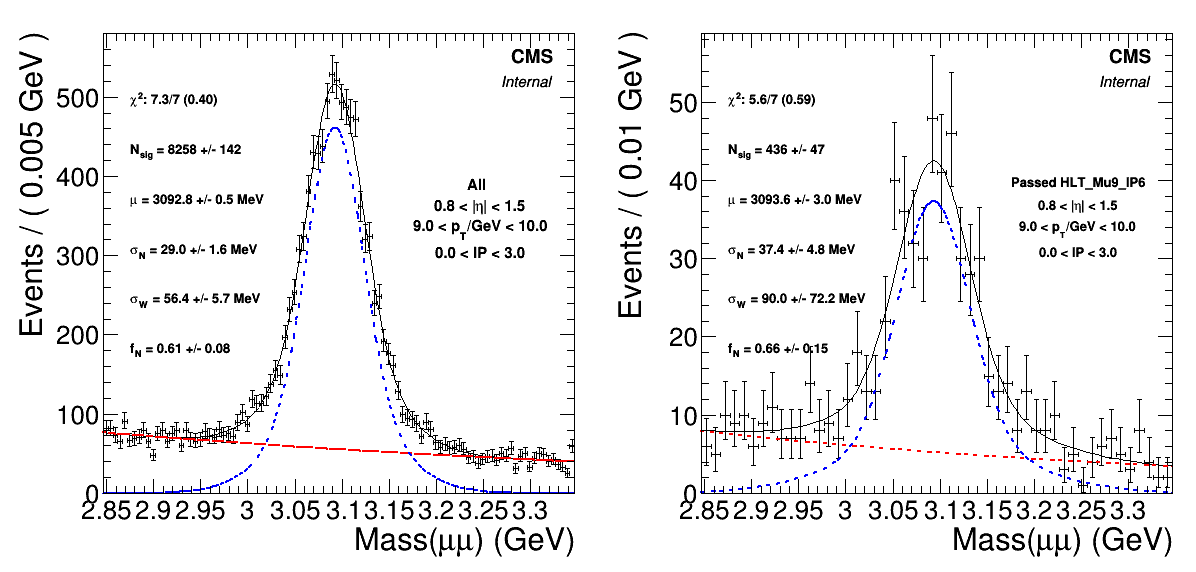 Events / ( 0.005 GeV )
500
400
300
200
100
0
CMS
Internal
χ²: 7.3/7 (0.40)
N_sig = 8258 +/- 142
μ = 3092.8 +/- 0.5 MeV
σ_N = 29.0 +/- 1.6 MeV
σ_W = 56.4 +/- 5.7 MeV
f_N = 0.61 +/- 0.08
All
0.8 < |η| < 1.5
9.0 < p_T/GeV < 10.0
0.0 < IP < 3.0
2.85 2.9 2.95 3 3.05 3.1 3.15 3.2 3.25 3.3
Mass(μμ) (GeV)
Events / ( 0.01 GeV )
50
40
30
20
10
0
CMS
Internal
χ²: 5.6/7 (0.59)
N_sig = 436 +/- 47
μ = 3093.6 +/- 3.0 MeV
σ_N = 37.4 +/- 4.8 MeV
σ_W = 90.0 +/- 72.2 MeV
f_N = 0.66 +/- 0.15
Passed HLT_Mu9_IP6
0.8 < |η| < 1.5
9.0 < p_T/GeV < 10.0
0.0 < IP < 3.0
2.85 2.9 2.95 3 3.05 3.1 3.15 3.2 3.25 3.3
Mass(μμ) (GeV)